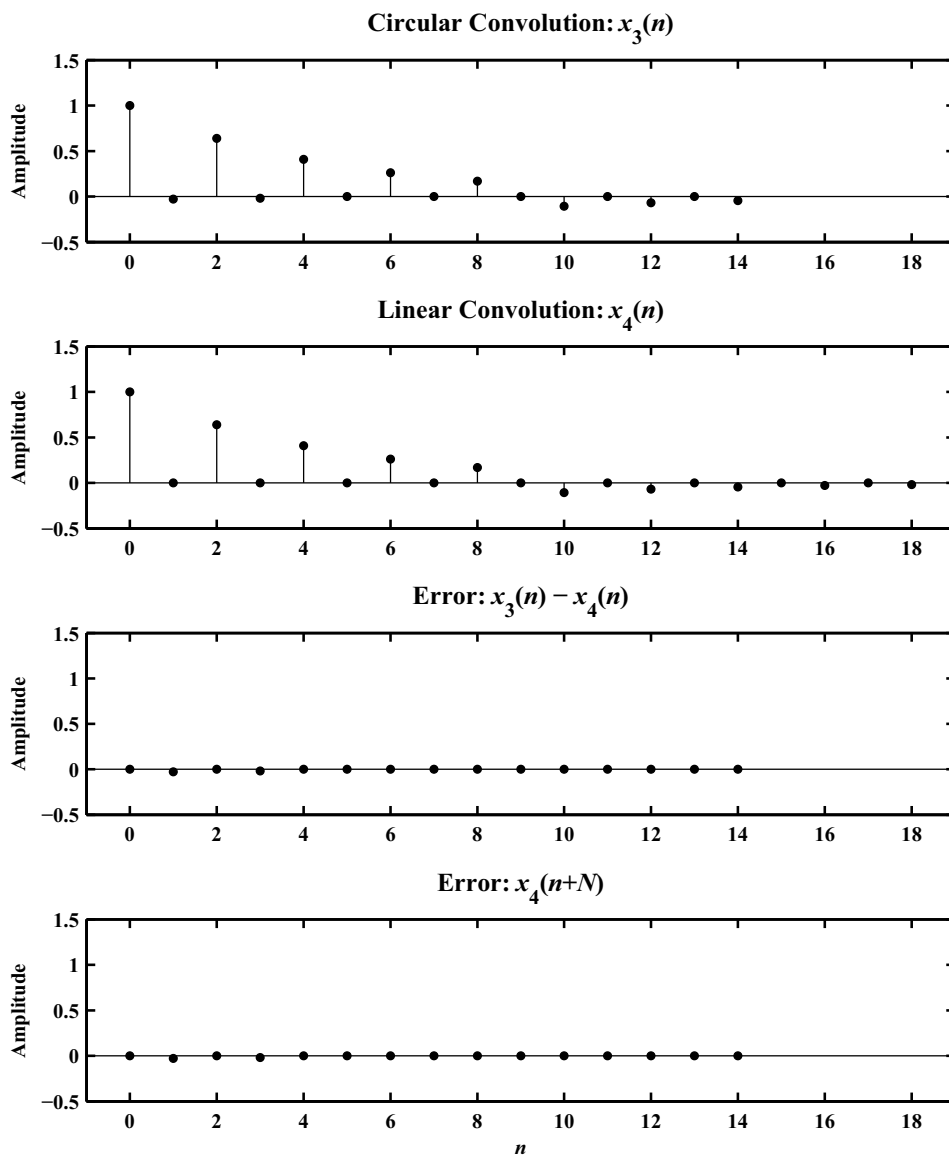 Circular Convolution: x3(n)
Amplitude
1.5
1
0.5
0
−0.5
0 2 4 6 8 10 12 14 16 18
Linear Convolution: x4(n)
Amplitude
1.5
1
0.5
0
−0.5
0 2 4 6 8 10 12 14 16 18
Error: x3(n) − x4(n)
Amplitude
1.5
1
0.5
0
−0.5
0 2 4 6 8 10 12 14 16 18
Error: x4(n+N)
Amplitude
1.5
1
0.5
0
−0.5
0 2 4 6 8 10 12 14 16 18
n